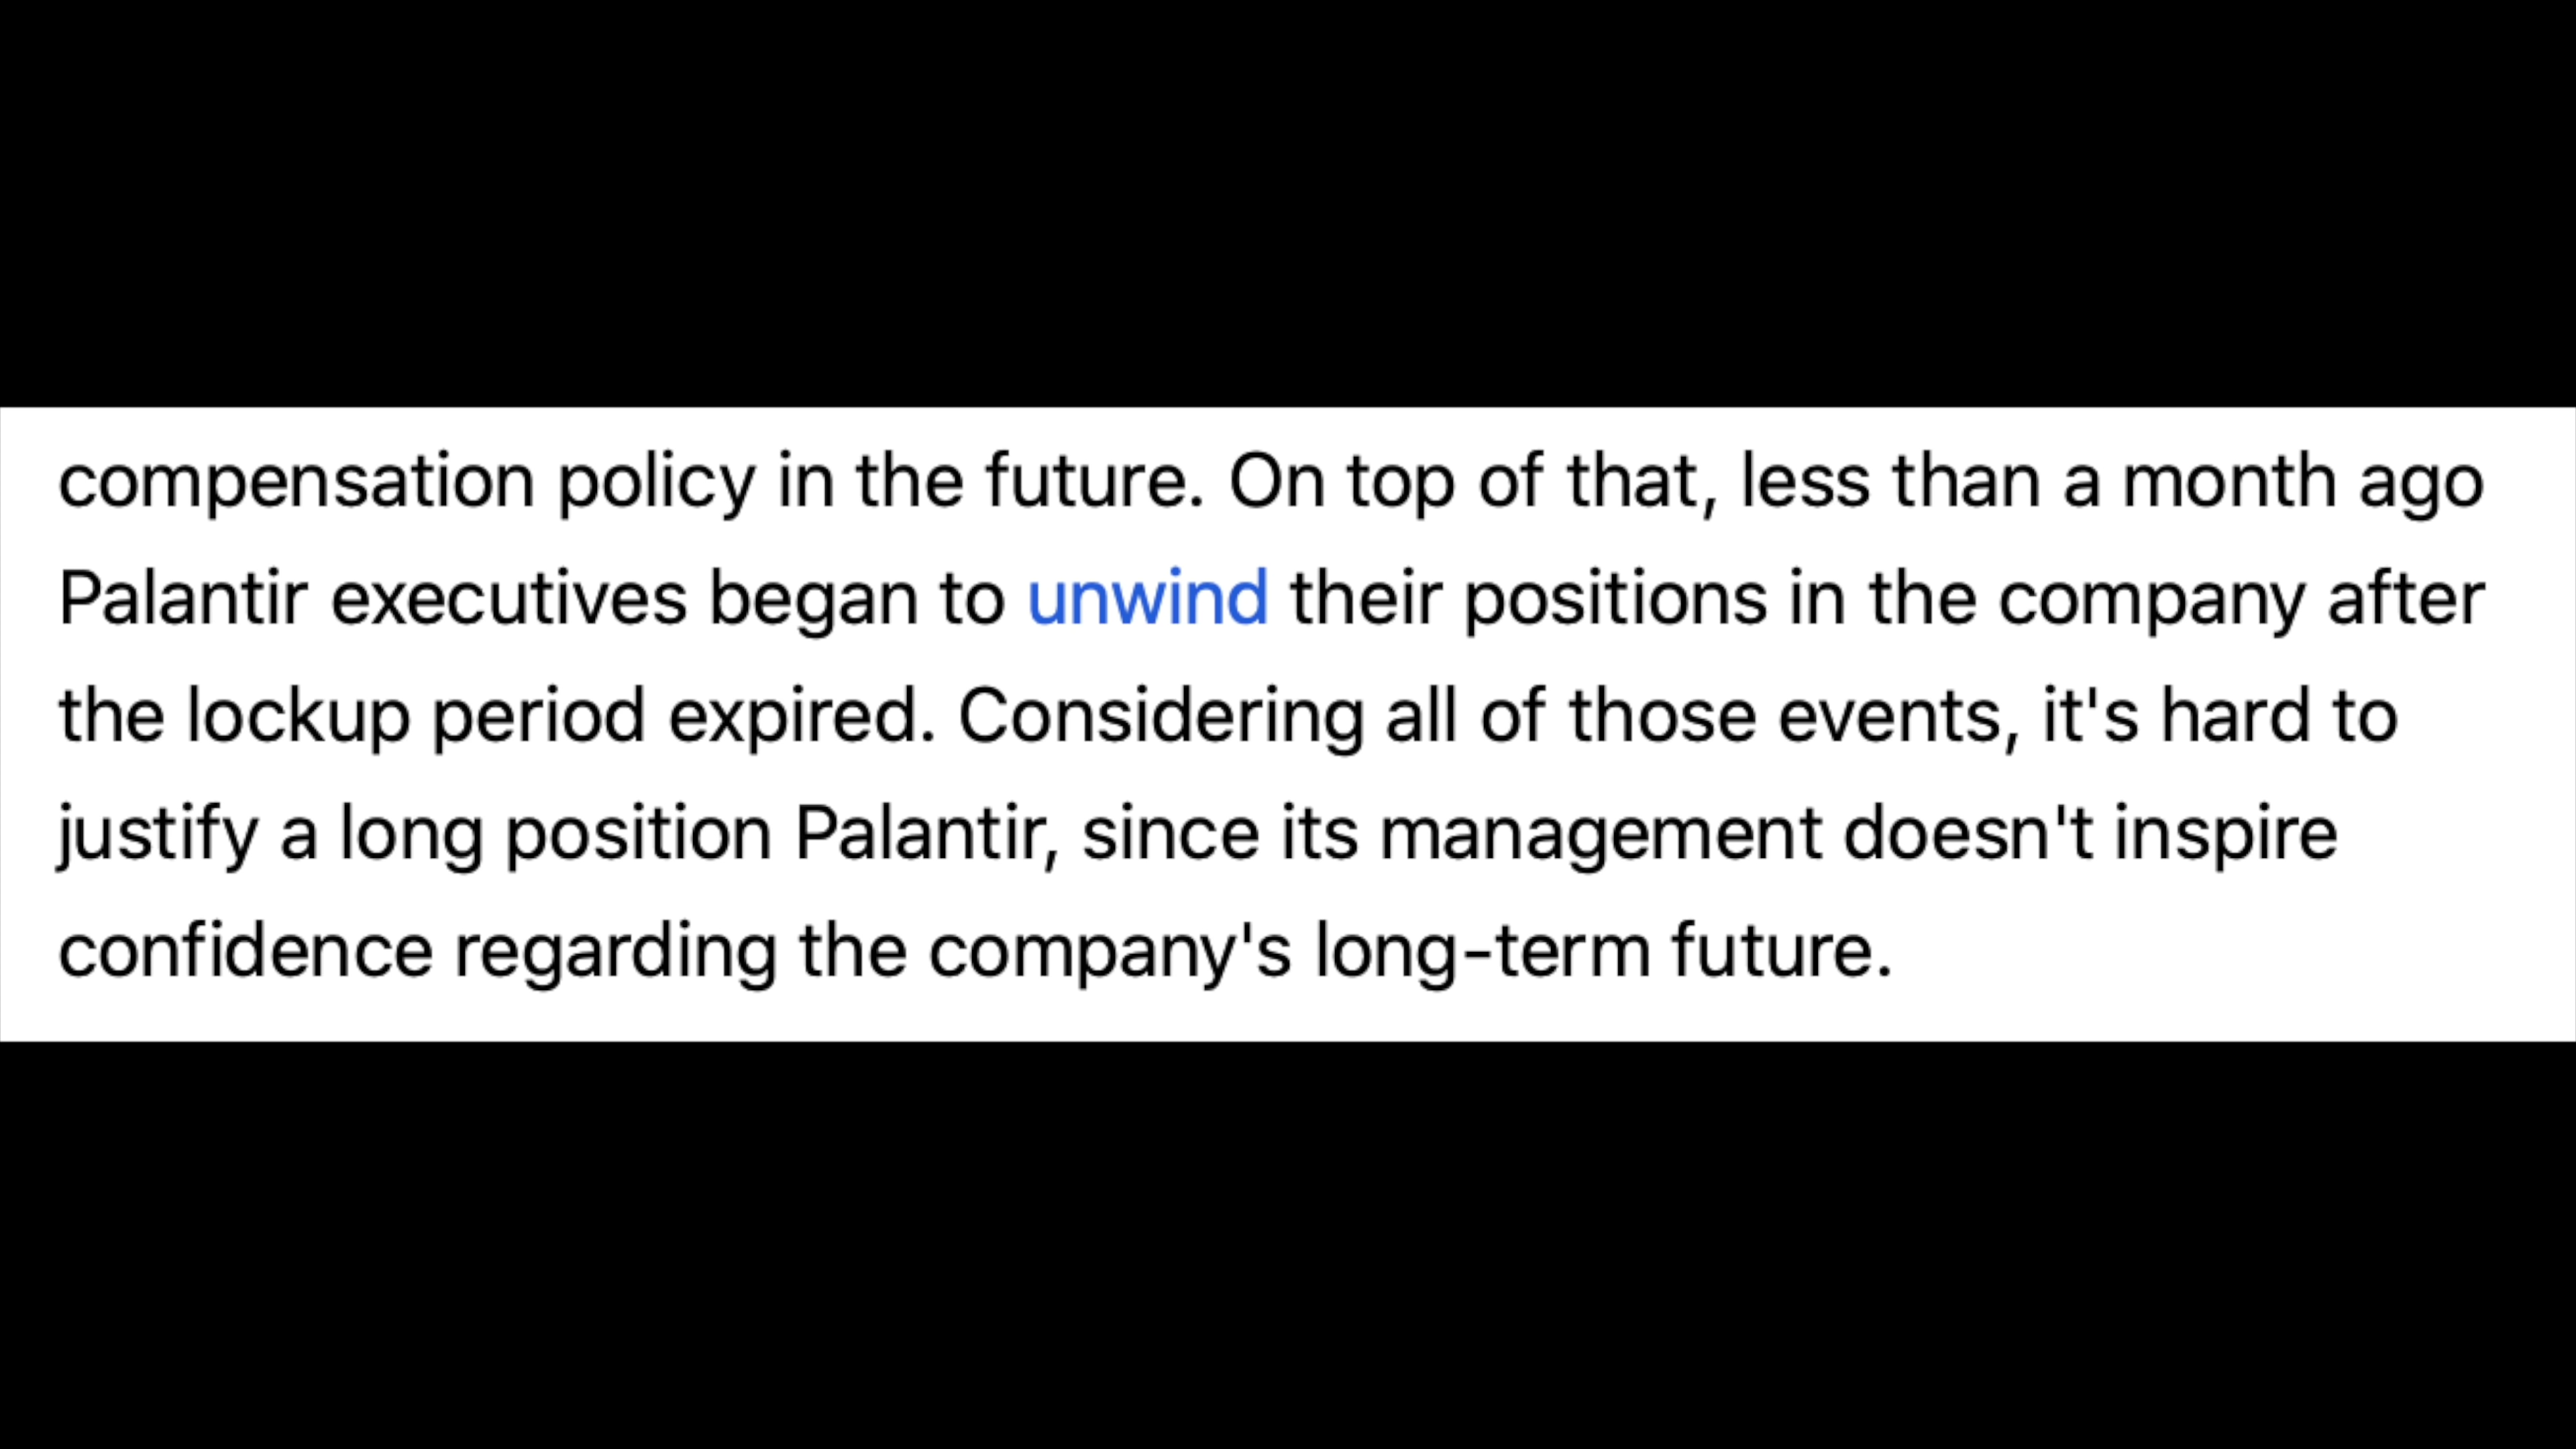 compensation policy in the future. On top of that, less than a month ago
Palantir executives began to unwind their positions in the company after
the lockup period expired. Considering all of those events, it's hard to
justify a long position Palantir, since its management doesn't inspire
confidence regarding the company's long-term future.